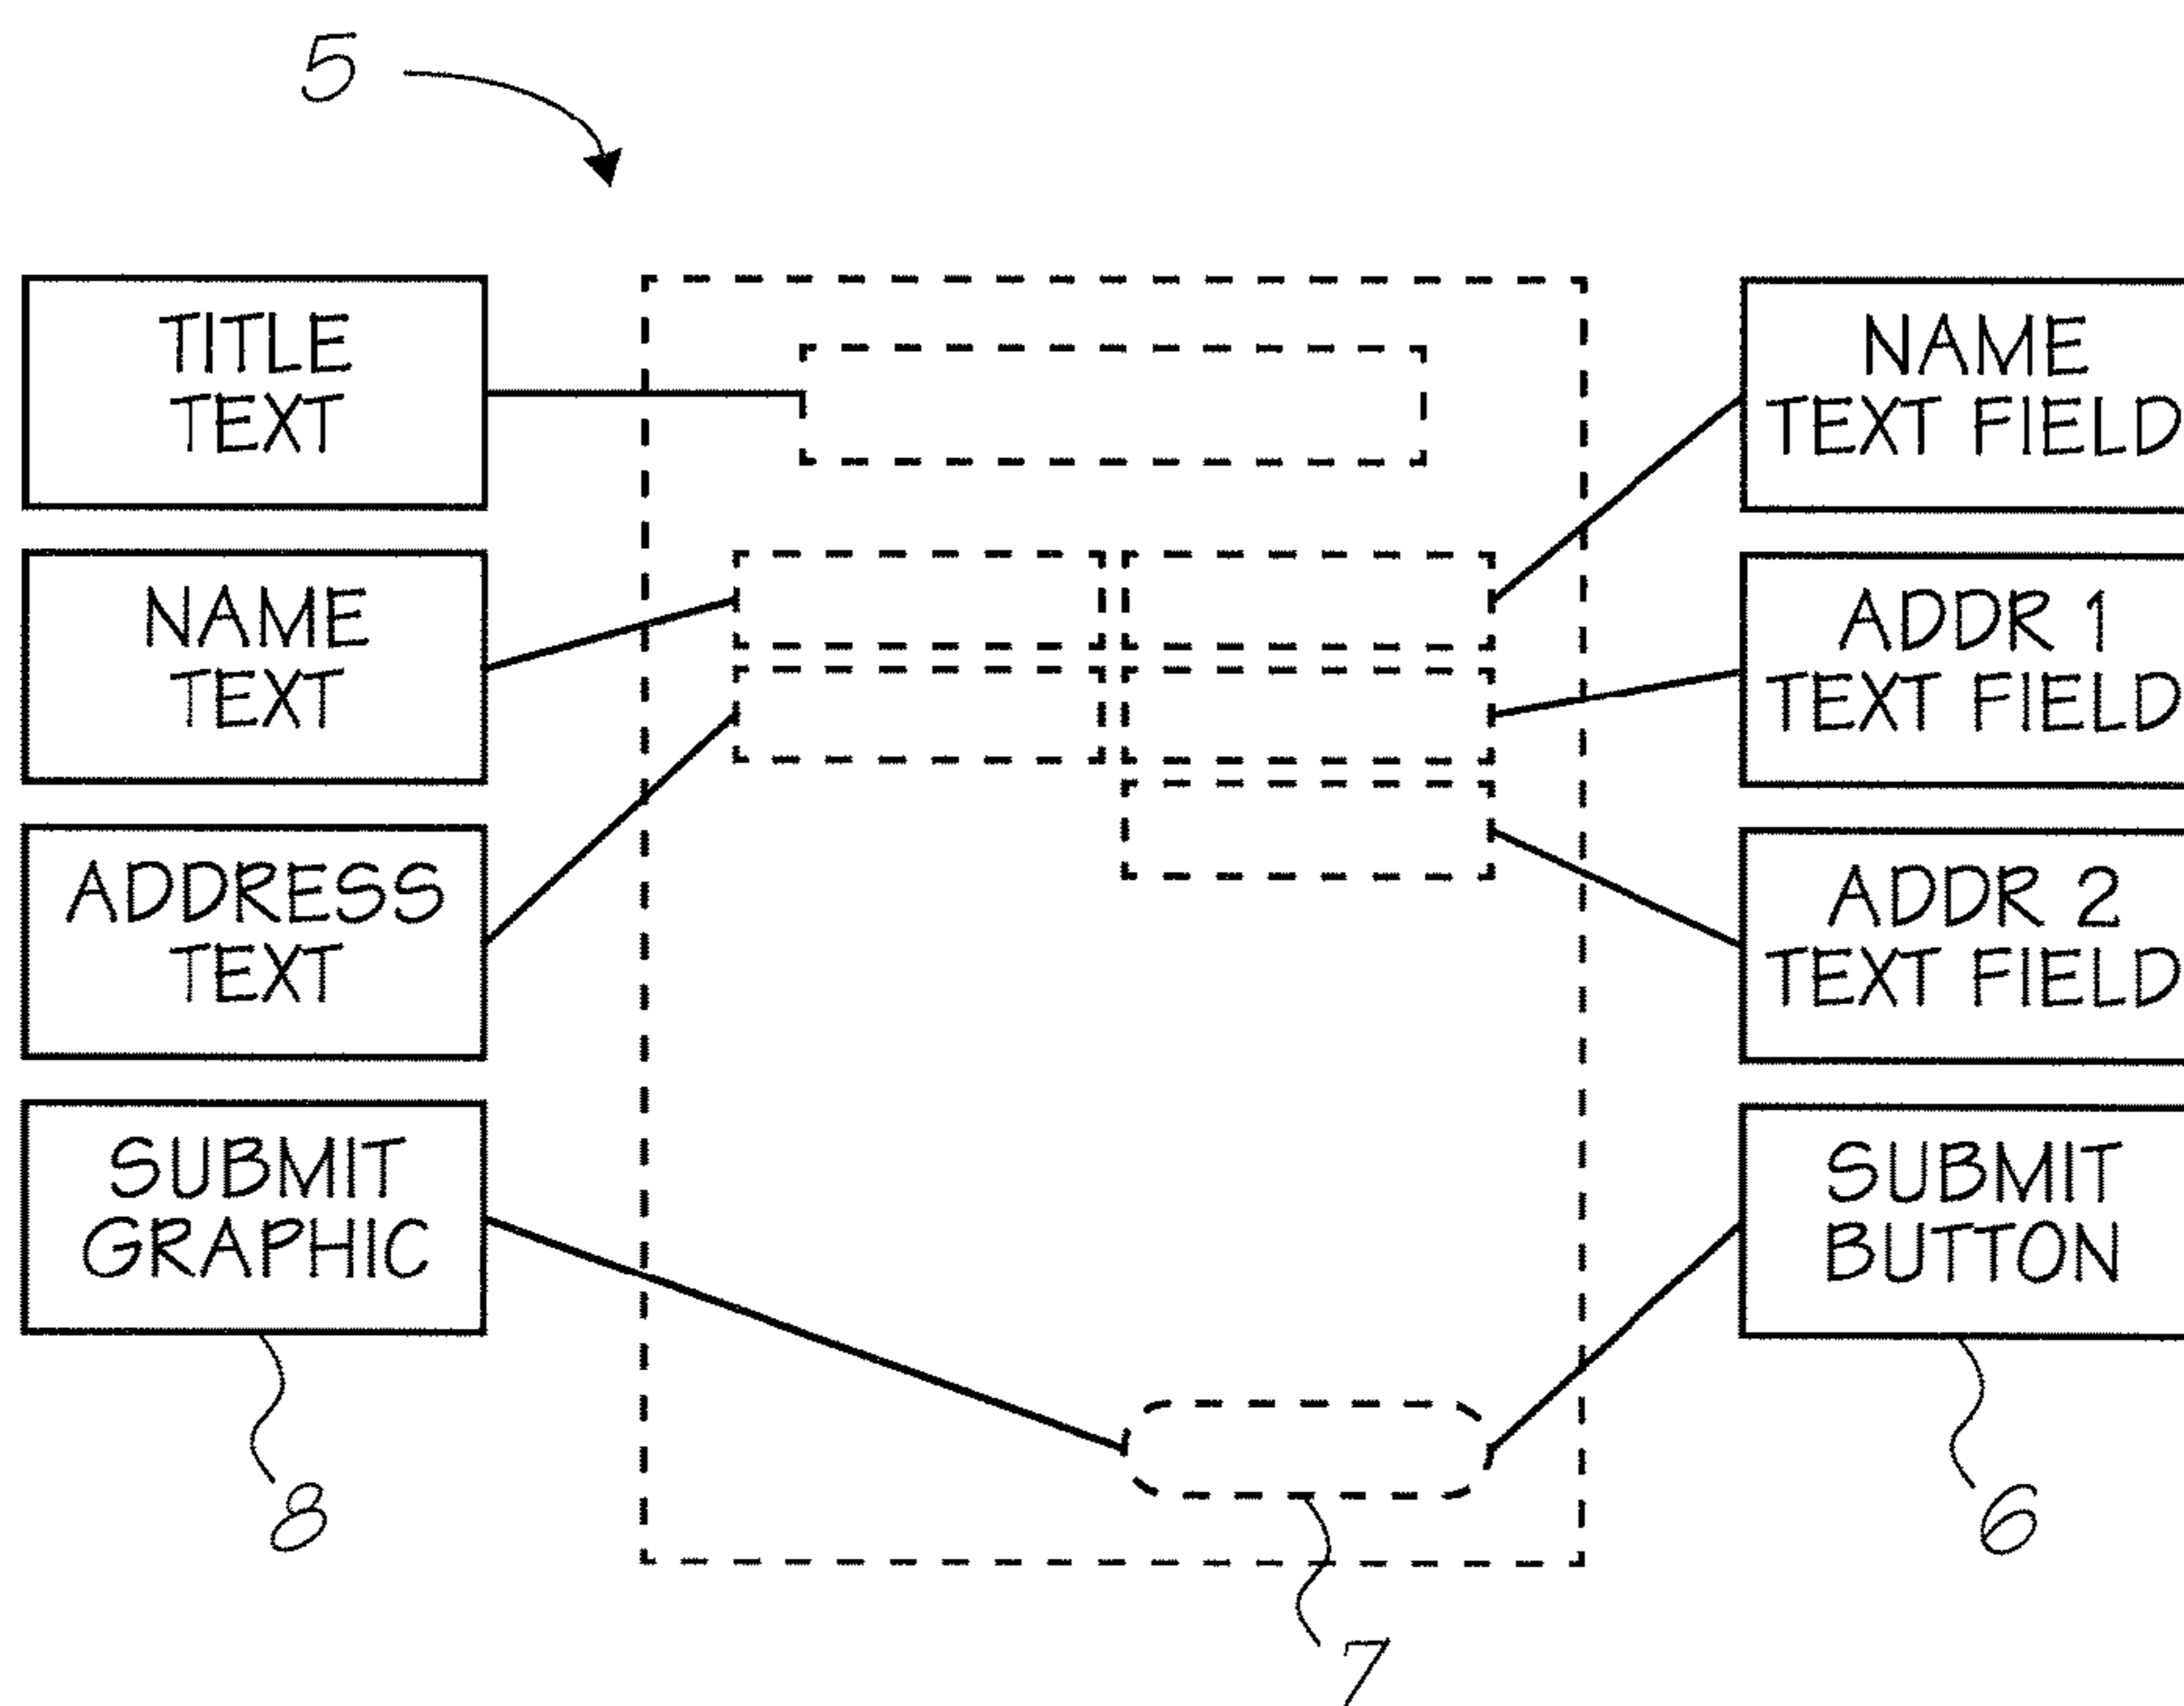 5
TITLE
TEXT
NAME
TEXT
ADDRESS
TEXT
SUBMIT
GRAPHIC
8
NAME
TEXT FIELD
ADDR 1
TEXT FIELD
ADDR 2
TEXT FIELD
SUBMIT
BUTTON
6
7